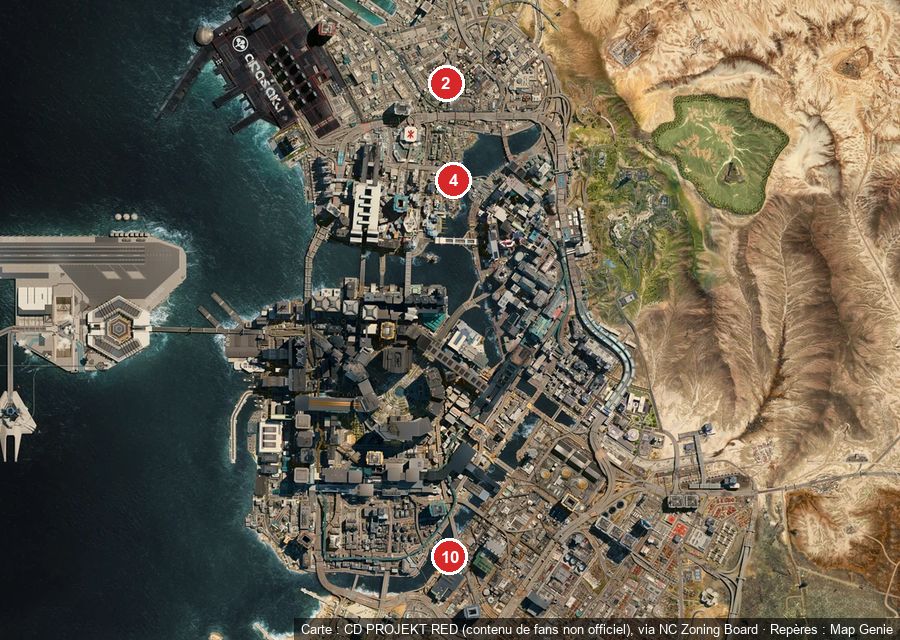 arasaka
2
4
10
Carte : CD PROJEKT RED (contenu de fans non officiel), via NC Zoning Board · Repères : Map Genie